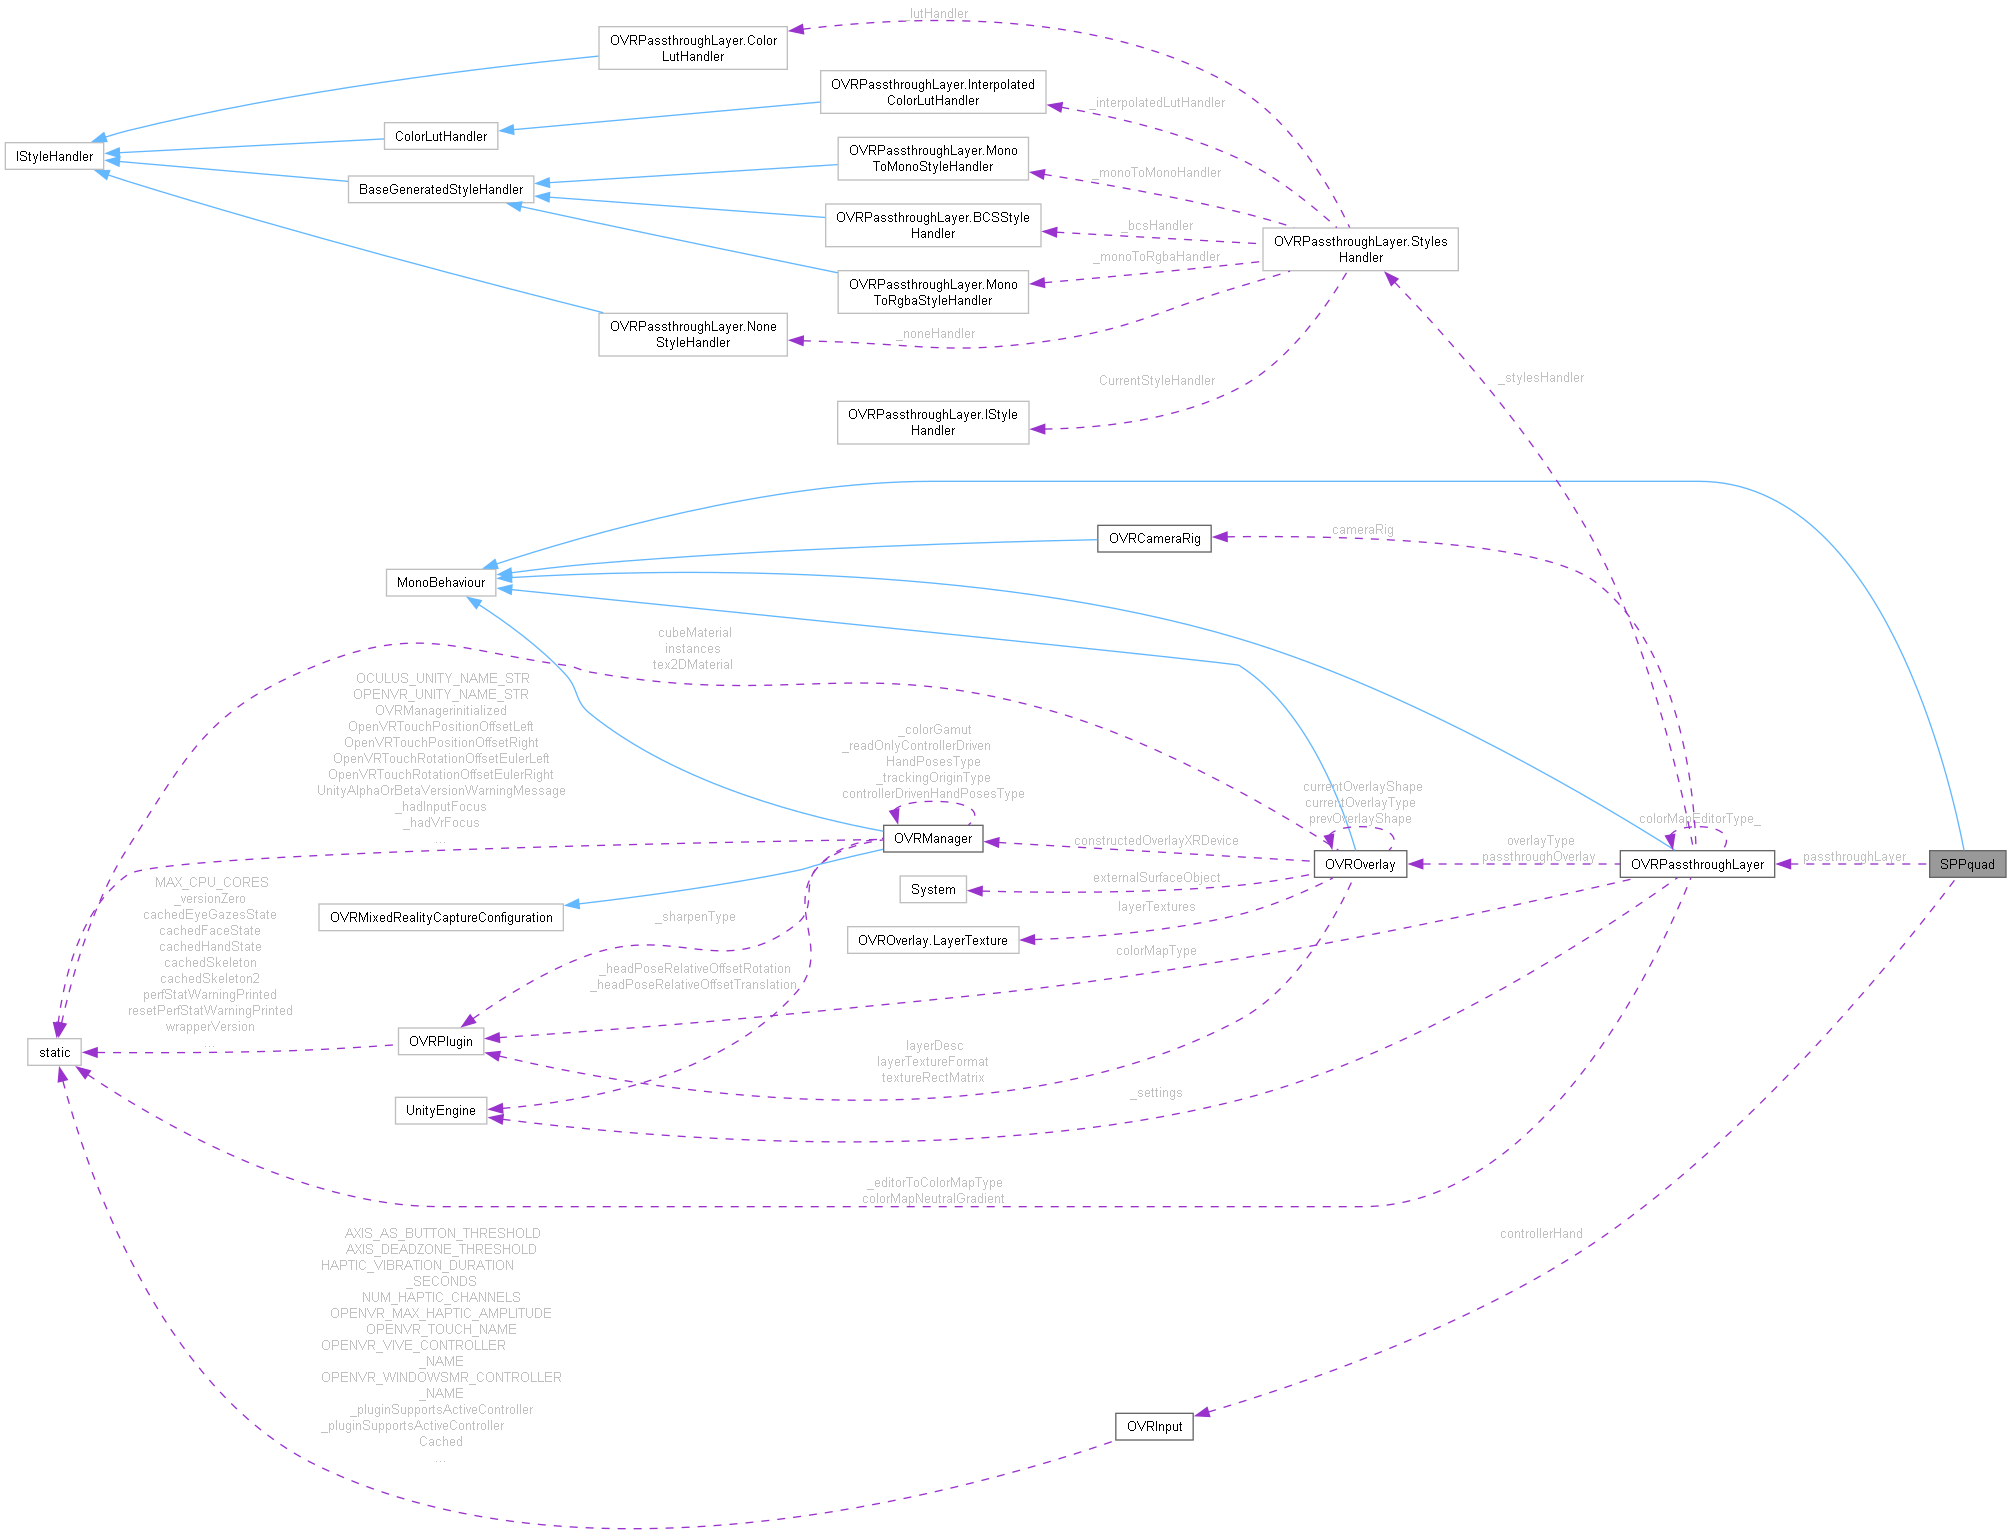 _lutHandler
OVRPassthroughLayer.Color
LutHandler
OVRPassthroughLayer.Interpolated
ColorLutHandler
_interpolatedLutHandler
ColorLutHandler
IStyleHandler
OVRPassthroughLayer.Mono
ToMonoStyleHandler
_monoToMonoHandler
BaseGeneratedStyleHandler
OVRPassthroughLayer.BCSStyle
Handler
_bcsHandler
OVRPassthroughLayer.Styles
Handler
_monoToRgbaHandler
OVRPassthroughLayer.Mono
ToRgbaStyleHandler
OVRPassthroughLayer.None
StyleHandler
_noneHandler
CurrentStyleHandler
_stylesHandler
OVRPassthroughLayer.IStyle
Handler
cameraRig
OVRCameraRig
MonoBehaviour
cubeMaterial
instances
tex2DMaterial
OCULUS_UNITY_NAME_STR
OPENVR_UNITY_NAME_STR
OVRManagerinitialized
OpenVRTouchPositionOffsetLeft
OpenVRTouchPositionOffsetRight
OpenVRTouchRotationOffsetEulerLeft
OpenVRTouchRotationOffsetEulerRight
UnityAlphaOrBetaVersionWarningMessage
_hadInputFocus
_hadVrFocus
...
_colorGamut
_readOnlyControllerDriven
HandPosesType
_trackingOriginType
controllerDrivenHandPosesType
OVRManager
constructedOverlayXRDevice
currentOverlayShape
currentOverlayType
prevOverlayShape
OVROverlay
overlayType
passthroughOverlay
colorMapEditorType_
OVRPassthroughLayer
passthroughLayer
SPPquad
System
externalSurfaceObject
layerTextures
OVRMixedRealityCaptureConfiguration
_sharpenType
OVROverlay.LayerTexture
colorMapType
MAX_CPU_CORES
_versionZero
cachedEyeGazesState
cachedFaceState
cachedHandState
cachedSkeleton
cachedSkeleton2
perfStatWarningPrinted
resetPerfStatWarningPrinted
wrapperVersion
...
_headPoseRelativeOffsetRotation
_headPoseRelativeOffsetTranslation
static
OVRPlugin
layerDesc
layerTextureFormat
textureRectMatrix
UnityEngine
_settings
_editorToColorMapType
colorMapNeutralGradient
AXIS_AS_BUTTON_THRESHOLD
AXIS_DEADZONE_THRESHOLD
HAPTIC_VIBRATION_DURATION
_SECONDS
NUM_HAPTIC_CHANNELS
OPENVR_MAX_HAPTIC_AMPLITUDE
OPENVR_TOUCH_NAME
OPENVR_VIVE_CONTROLLER
_NAME
OPENVR_WINDOWSMR_CONTROLLER
_NAME
_pluginSupportsActiveController
_pluginSupportsActiveController
Cached
...
controllerHand
OVRInput